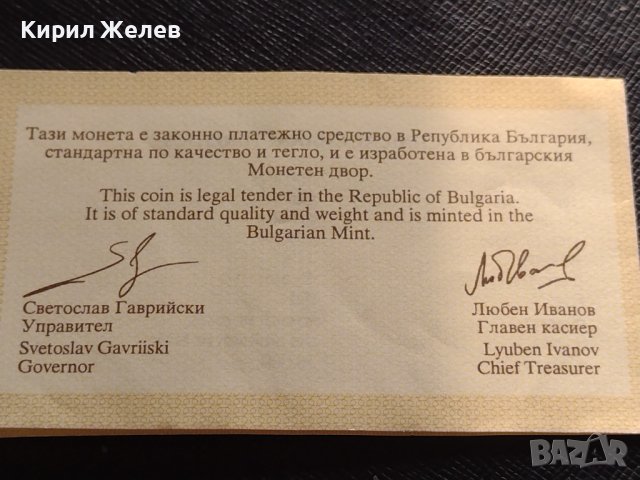 Кирил Желев
Тази монета е законно платежно средство в Република България,
стандартна по качество и тегло, и е изработена в българския
Монетен двор.
This coin is legal tender in the Republic of Bulgaria.
It is of standard quality and weight and is minted in the
Bulgarian Mint.
Светослав Гаврийски
Управител
Svetoslav Gavriiski
Governor
Любен Иванов
Главен касиер
Lyuben Ivanov
Chief Treasurer
BAZAR